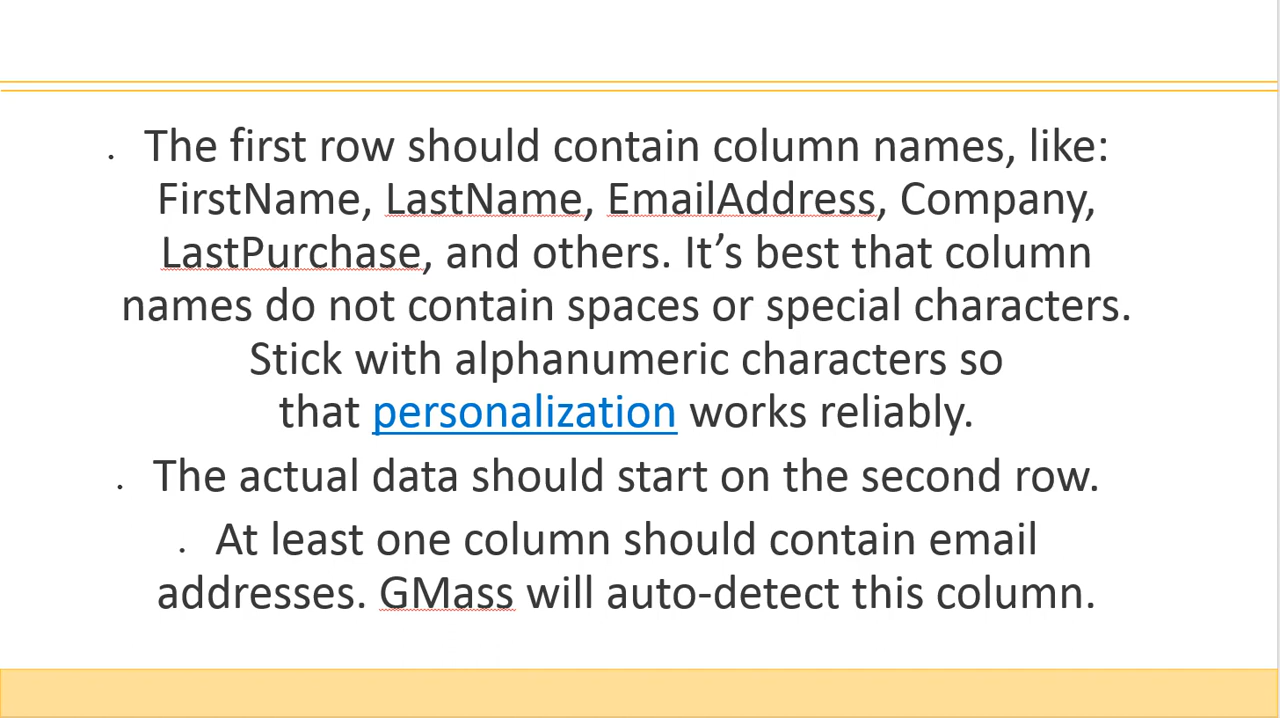 . The first row should contain column names, like:
FirstName, LastName, EmailAddress, Company,
LastPurchase, and others. It’s best that column
names do not contain spaces or special characters.
Stick with alphanumeric characters so
that personalization works reliably.
. The actual data should start on the second row.
. At least one column should contain email
addresses. GMass will auto-detect this column.